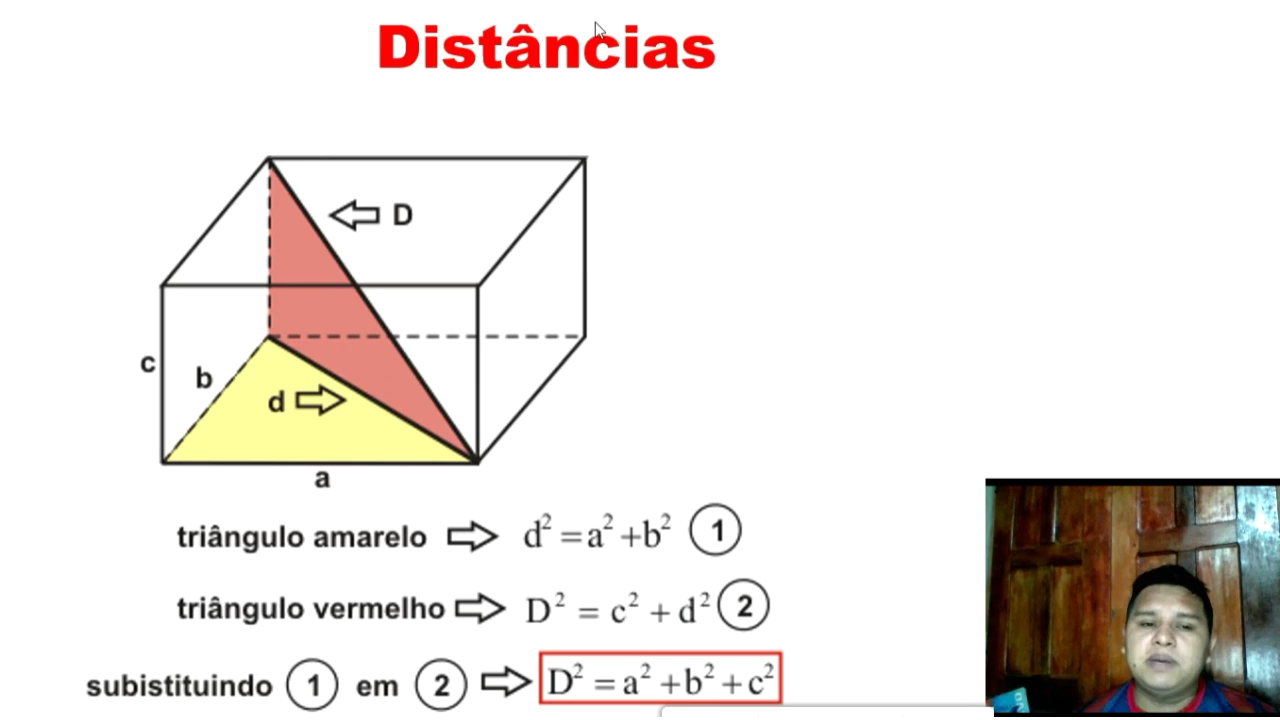 Distâncias
D
c
b
d
a
triângulo amarelo d² = a² + b² 1
triângulo vermelho D² = c² + d² 2
subistituindo 1 em 2 D² = a² + b² + c²